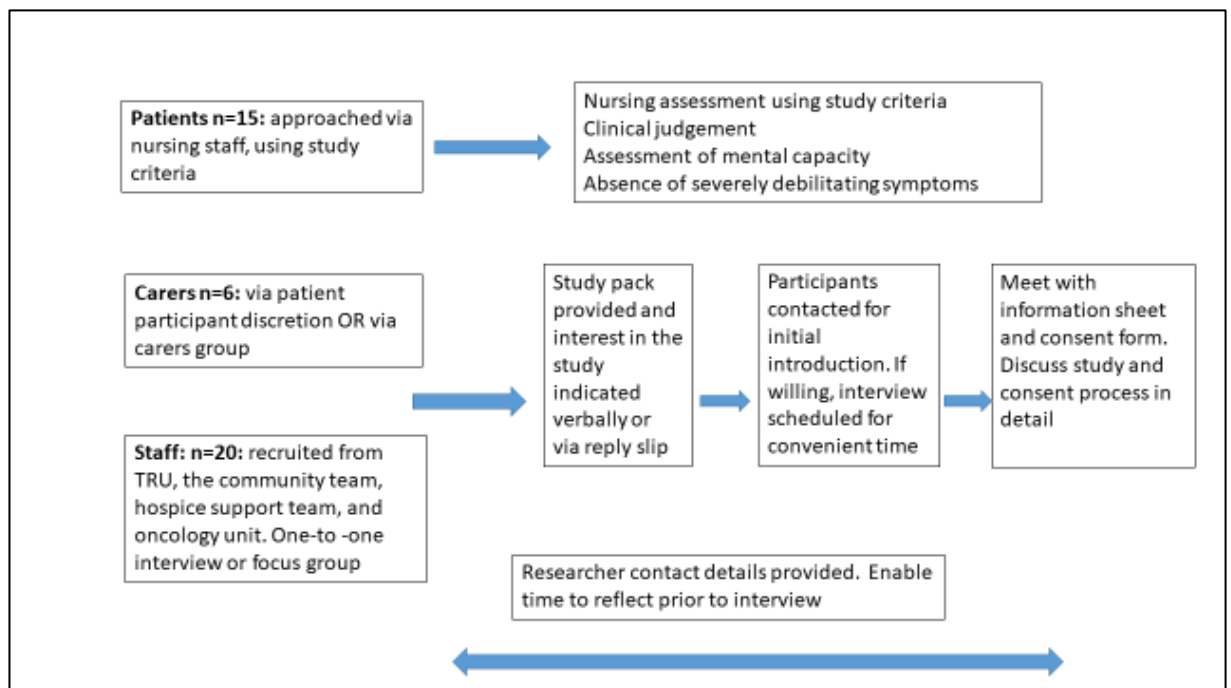 Patients n=15: approached via
nursing staff, using study
criteria
Nursing assessment using study criteria
Clinical judgement
Assessment of mental capacity
Absence of severely debilitating symptoms
Carers n=6: via patient
participant discretion OR via
carers group
Staff: n=20: recruited from
TRU, the community team,
hospice support team, and
oncology unit. One-to -one
interview or focus group
Study pack
provided and
interest in the
study
indicated
verbally or
via reply slip
Participants
contacted for
initial
introduction. If
willing, interview
scheduled for
convenient time
Meet with
information sheet
and consent form.
Discuss study and
consent process in
detail
Researcher contact details provided.  Enable
time to reflect prior to interview